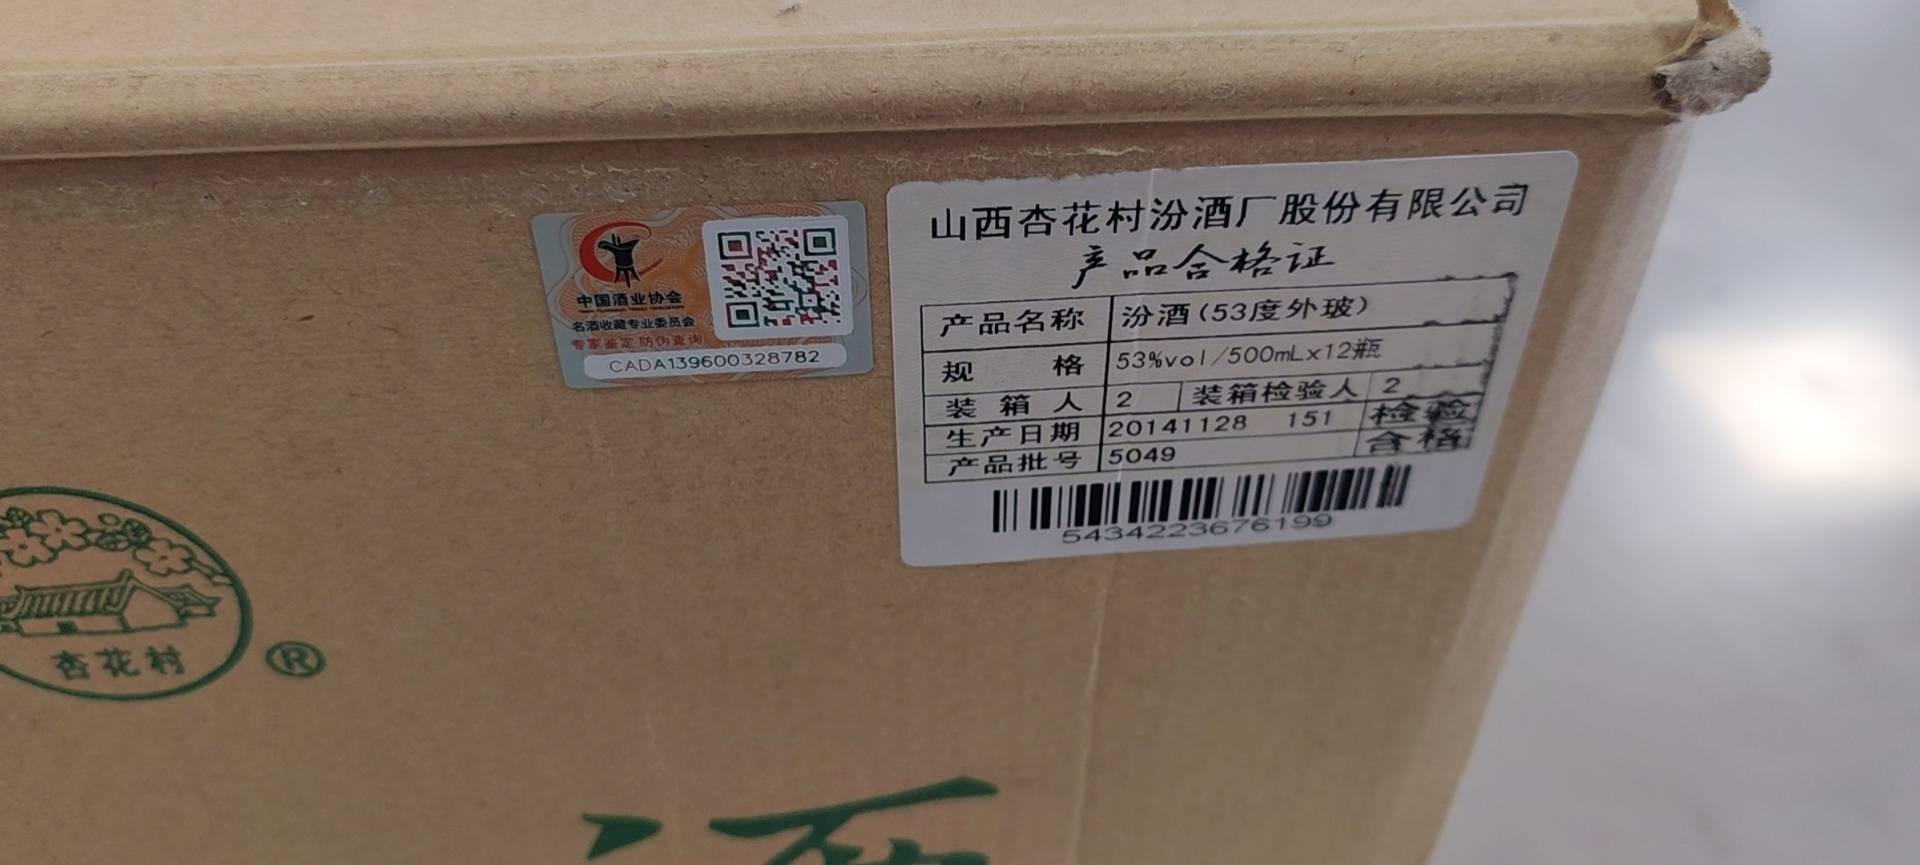 中国酒业协会
名酒收藏专业委员会
专家鉴定 防伪查询
CADA139600328782
山西杏花村汾酒厂股份有限公司
产品合格证
产品名称 汾酒(53度外玻)
规 格 53%vol/500mLx12瓶
装 箱 人 2 装箱检验人 2
生产日期 20141128 151 检验
产品批号 5049 合格
5434223676199
杏花村
®
酒